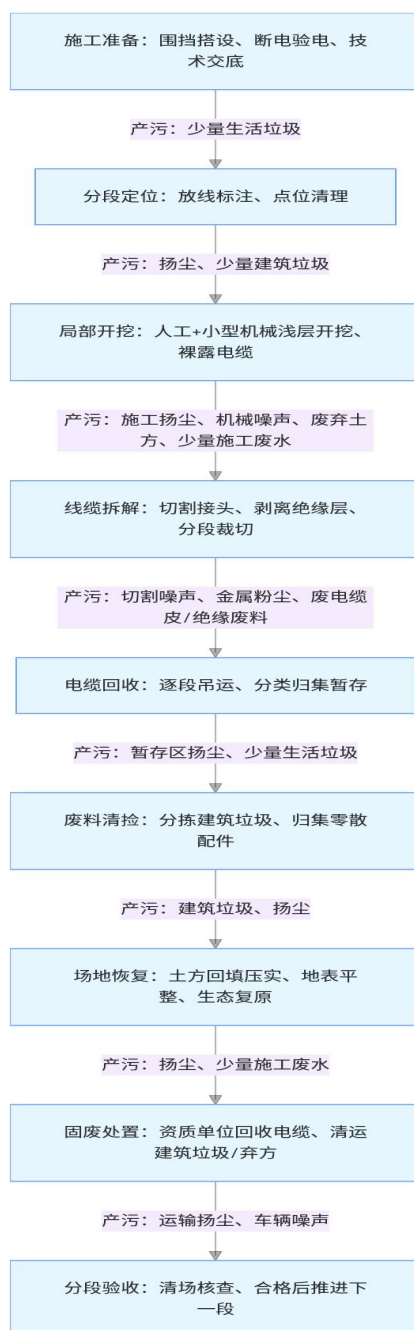 施工准备：围挡搭设、断电验电、技
术交底
产污：少量生活垃圾
分段定位：放线标注、点位清理
产污：扬尘、少量建筑垃圾
局部开挖：人工+小型机械浅层开挖、
裸露电缆
产污：施工扬尘、机械噪声、废弃土
方、少量施工废水
线缆拆解：切割接头、剥离绝缘层、
分段裁切
产污：切割噪声、金属粉尘、废电缆
皮/绝缘废料
电缆回收：逐段吊运、分类归集暂存
产污：暂存区扬尘、少量生活垃圾
废料清捡：分拣建筑垃圾、归集零散
配件
产污：建筑垃圾、扬尘
场地恢复：土方回填压实、地表平
整、生态复原
产污：扬尘、少量施工废水
固废处置：资质单位回收电缆、清运
建筑垃圾/弃方
产污：运输扬尘、车辆噪声
分段验收：清场核查、合格后推进下
一段